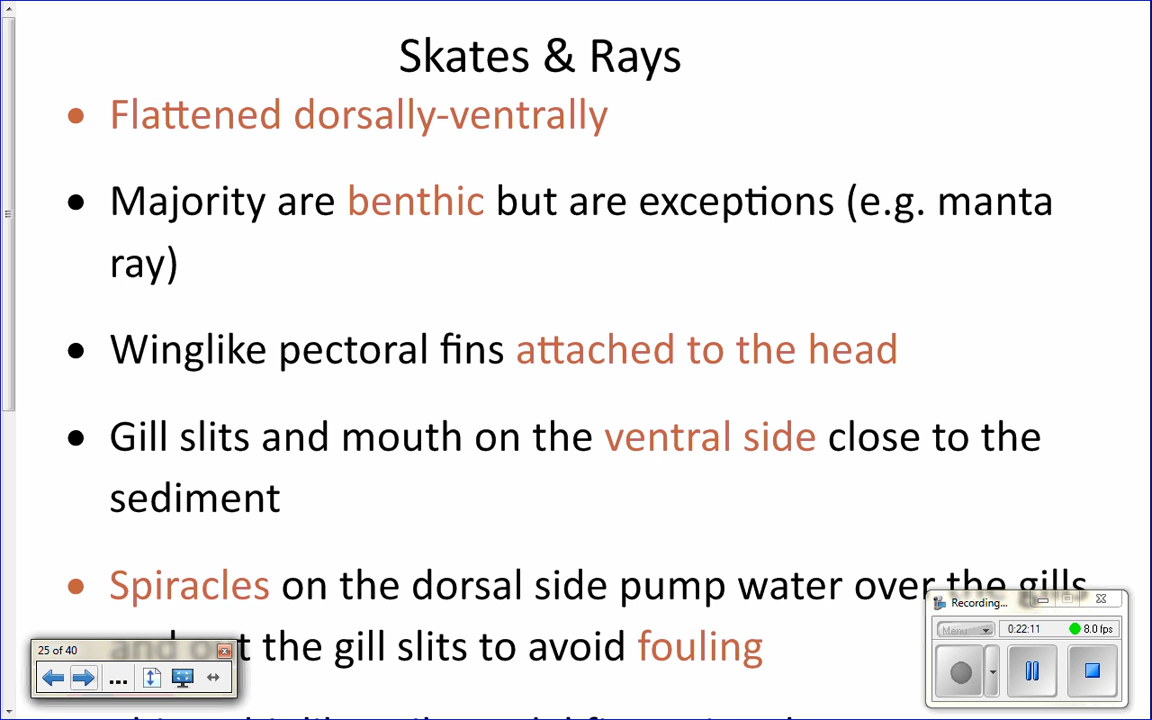 Skates & Rays
• Flattened dorsally-ventrally
• Majority are benthic but are exceptions (e.g. manta
ray)
• Winglike pectoral fins attached to the head
• Gill slits and mouth on the ventral side close to the
sediment
• Spiracles on the dorsal side pump water over the gills
and out the gill slits to avoid fouling
Recording...
Menu
0:22:11
8.0 fps
25 of 40
...